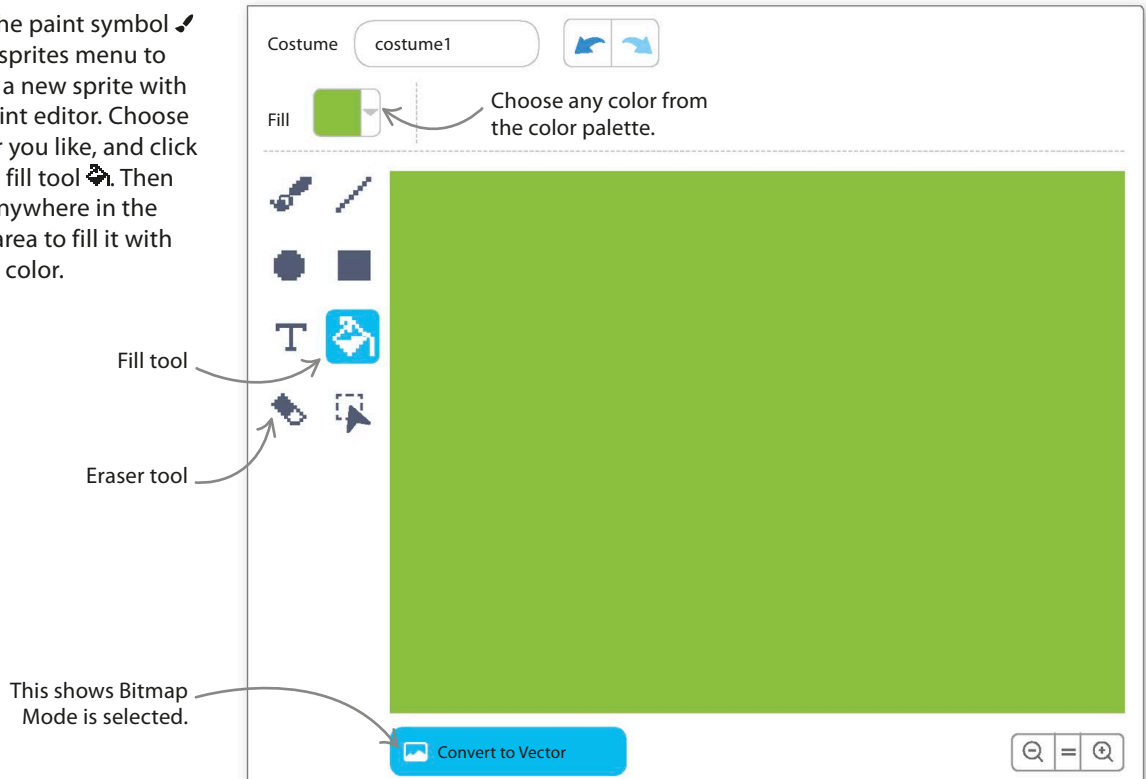 he paint symbol
sprites menu to
a new sprite with
int editor. Choose
r you like, and click
fill tool . Then
nywhere in the
area to fill it with
color.
Costume costume1
Fill
Choose any color from
the color palette.
T
Fill tool
Eraser tool
This shows Bitmap
Mode is selected.
Convert to Vector
=